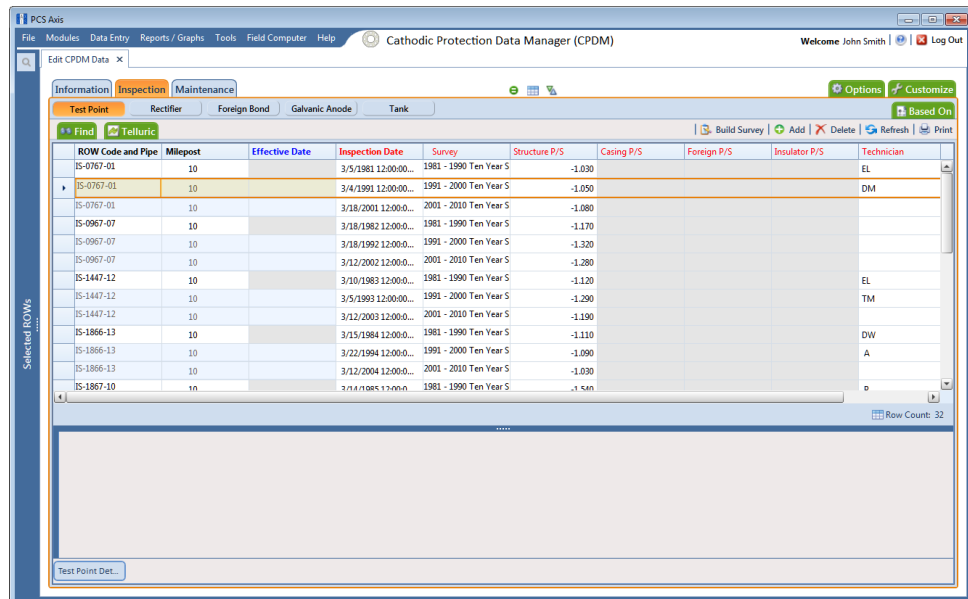 PCS Axis
File Modules Data Entry Reports / Graphs Tools Field Computer Help Cathodic Protection Data Manager (CPDM) Welcome John Smith | | Log Out
Edit CPDM Data
Information Inspection Maintenance Options Customize
Test Point Rectifier Foreign Bond Galvanic Anode Tank Based On
Find Telluric | Build Survey | Add | Delete | Refresh | Print
ROW Code and Pipe Milepost Effective Date Inspection Date Survey Structure P/S Casing P/S Foreign P/S Insulator P/S Technician
IS-0767-01 10 3/5/1981 12:00:00... 1981 - 1990 Ten Year S -1.030 EL
IS-0767-01 10 3/4/1991 12:00:00... 1991 - 2000 Ten Year S -1.050 DM
IS-0767-01 10 3/18/2001 12:00:0... 2001 - 2010 Ten Year S -1.080
IS-0967-07 10 3/18/1982 12:00:0... 1981 - 1990 Ten Year S -1.170
IS-0967-07 10 3/18/1992 12:00:0... 1991 - 2000 Ten Year S -1.320
IS-0967-07 10 3/12/2002 12:00:0... 2001 - 2010 Ten Year S -1.280
IS-1447-12 10 3/10/1983 12:00:0... 1981 - 1990 Ten Year S -1.120 EL
IS-1447-12 10 3/5/1993 12:00:00... 1991 - 2000 Ten Year S -1.290 TM
IS-1447-12 10 3/12/2003 12:00:0... 2001 - 2010 Ten Year S -1.190
IS-1866-13 10 3/15/1984 12:00:0... 1981 - 1990 Ten Year S -1.110 DW
IS-1866-13 10 3/22/1994 12:00:0... 1991 - 2000 Ten Year S -1.090 A
IS-1866-13 10 3/12/2004 12:00:0... 2001 - 2010 Ten Year S -1.030
IS-1867-10 10 3/14/1985 12:00:0... 1981 - 1990 Ten Year S -1.540
Row Count: 32
Selected ROWs
Test Point Det...